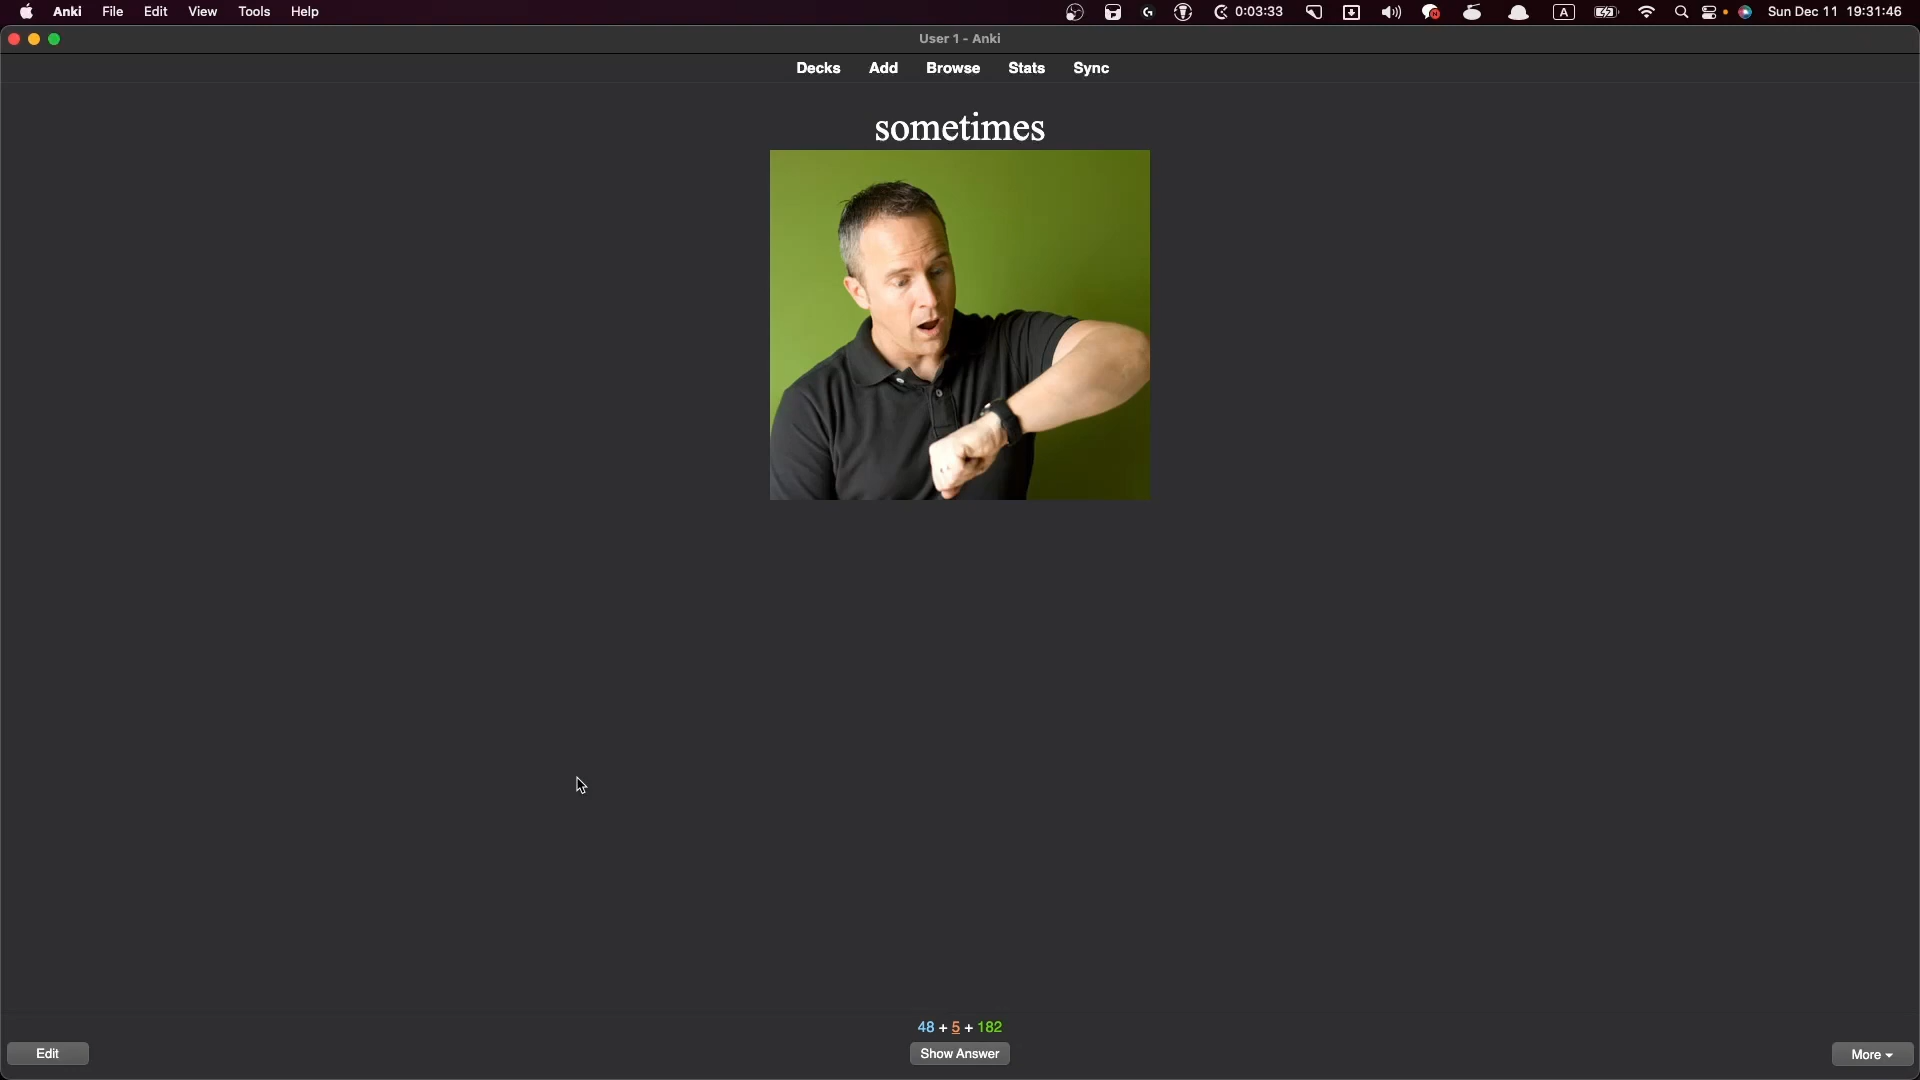 Anki File Edit View Tools Help 0:03:33 A Sun Dec 11 19:31:46
User 1 - Anki
Decks Add Browse Stats Sync
sometimes
48 + 5 + 182
Edit Show Answer More